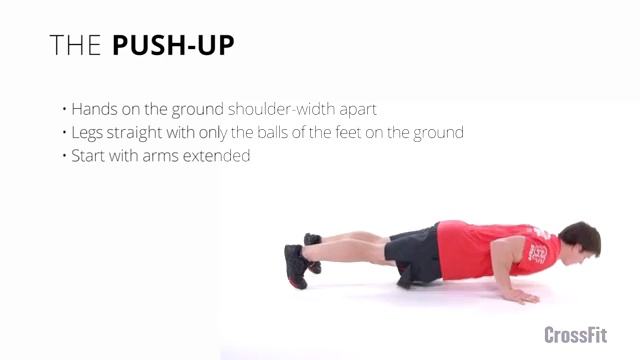 THE PUSH-UP
• Hands on the ground shoulder-width apart
• Legs straight with only the balls of the feet on the ground
• Start with arms extended
CrossFit